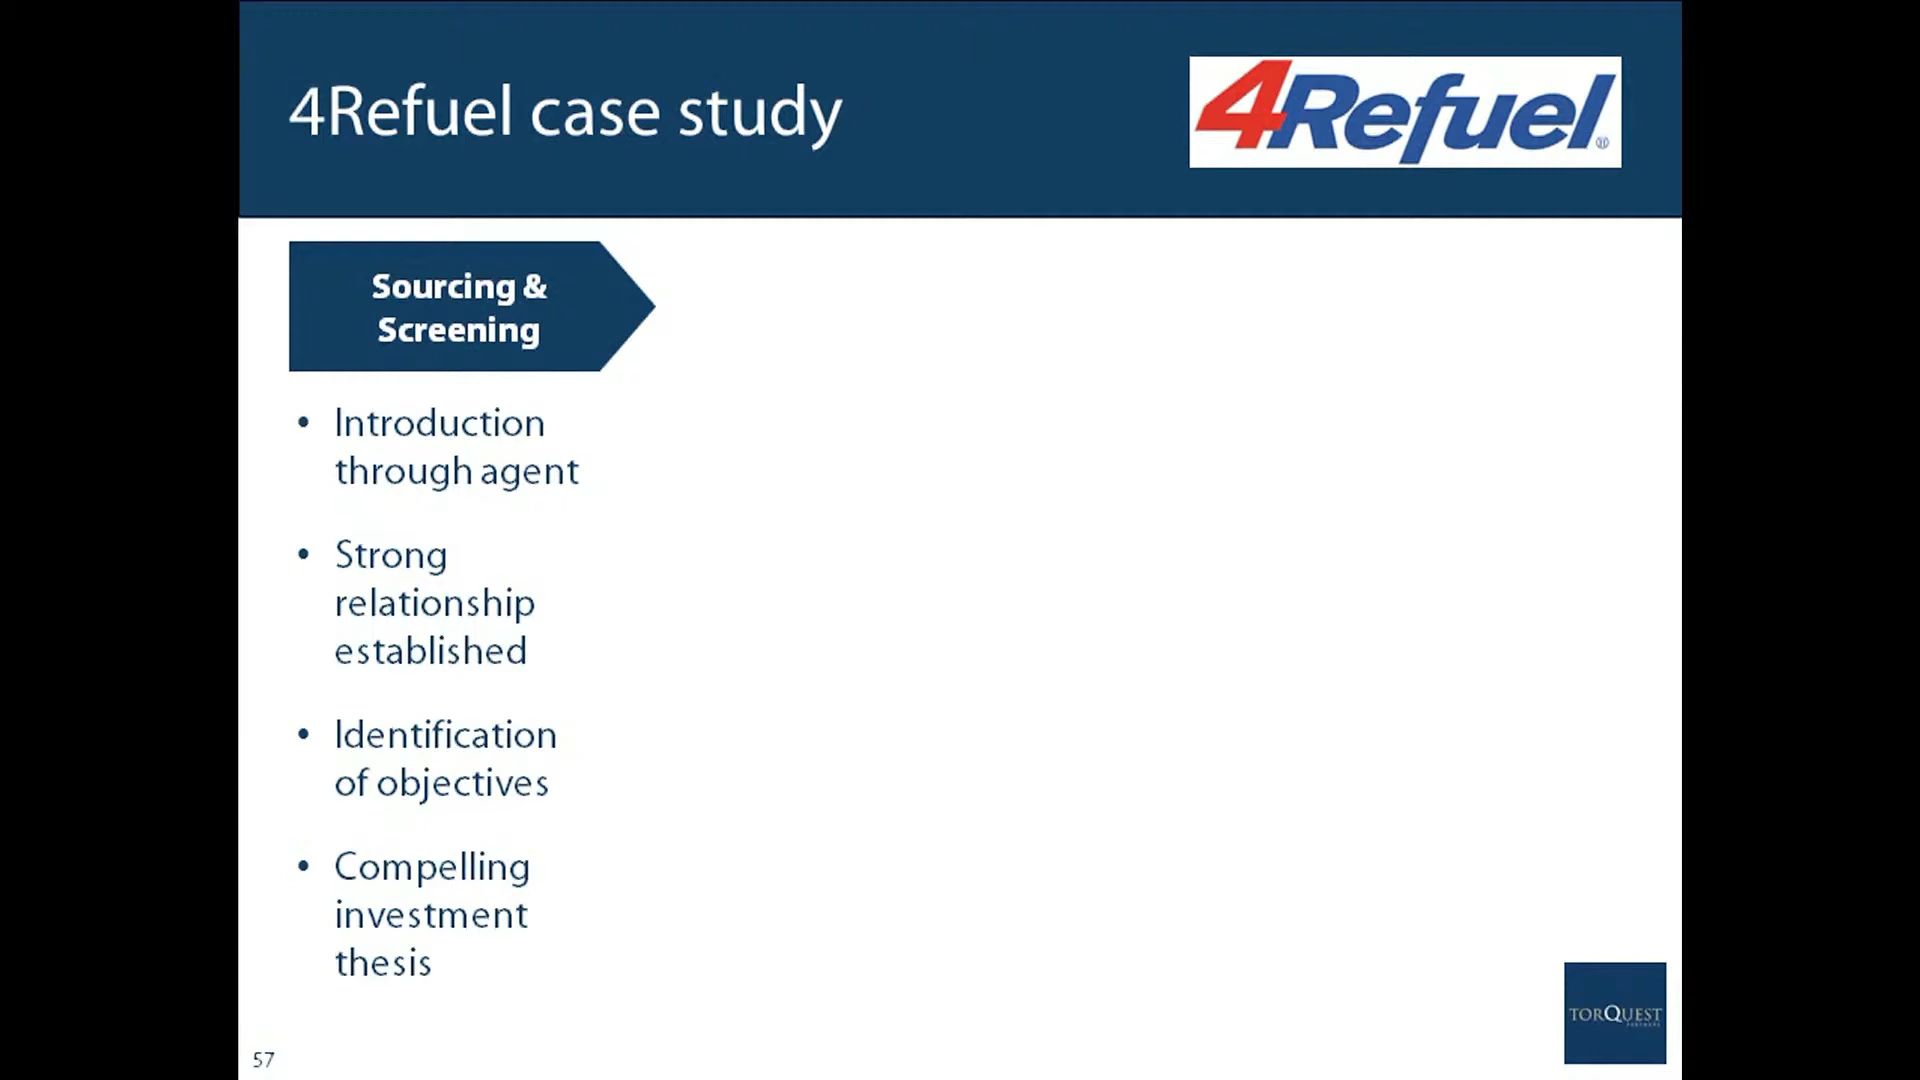 4Refuel case study
4Refuel
Sourcing &
Screening
• Introduction
through agent
• Strong
relationship
established
• Identification
of objectives
• Compelling
investment
thesis
TORQUEST
PARTNERS
57